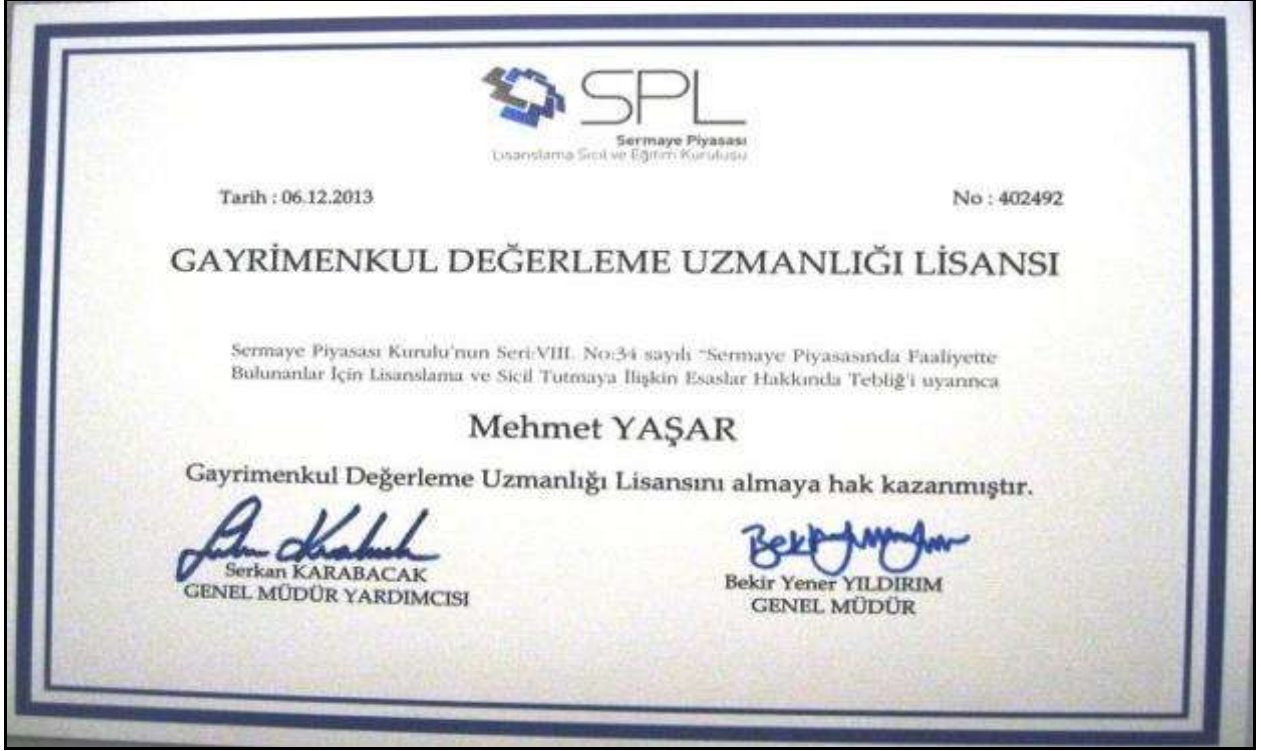 SPL
Sermaye Piyasası
Lisanslama Sicil ve Eğitim Kuruluşu
Tarih : 06.12.2013
No : 402492
GAYRİMENKUL DEĞERLEME UZMANLIĞI LİSANSI
Sermaye Piyasası Kurulu'nun Seri:VIII, No:34 sayılı "Sermaye Piyasasında Faaliyette
Bulunanlar İçin Lisanslama ve Sicil Tutmaya İlişkin Esaslar Hakkında Tebliğ'i uyarınca
Mehmet YAŞAR
Gayrimenkul Değerleme Uzmanlığı Lisansını almaya hak kazanmıştır.
Serkan KARABACAK
GENEL MÜDÜR YARDIMCISI
Bekir Yener YILDIRIM
GENEL MÜDÜR